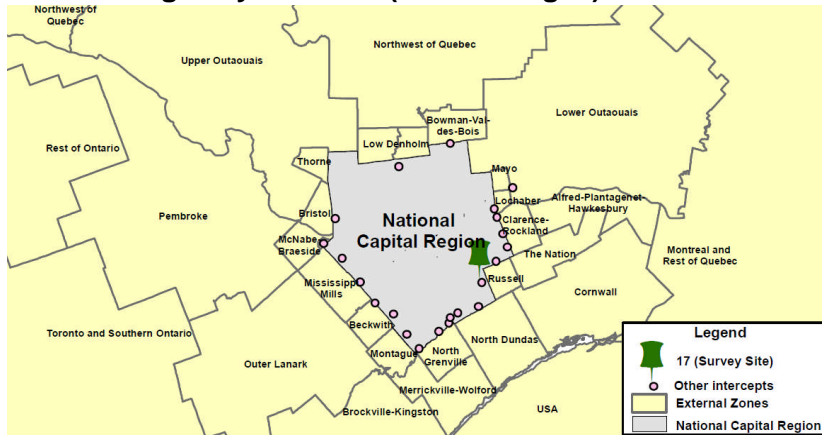 Northwest of
Quebec
Upper Outaouais
Northwest of Quebec
Bowman-Val-
des-Bois
Lower Outaouais
Rest of Ontario
Low Denholm
Thorne
Mayo
Lochaber
Alfred-Plantagenet-
Hawkesbury
Pembroke
Bristol
National
Capital Region
Clarence-
Rockland
McNabe-
Braeside
The Nation
Montreal and
Rest of Quebec
Mississippi
Mills
Russell
Cornwall
Toronto and Southern Ontario
Beckwith
North Dundas
Outer Lanark
Montague
North
Grenville
Merrickville-Wolford
Brockville-Kingston
USA
Legend
17 (Survey Site)
Other intercepts
External Zones
National Capital Region